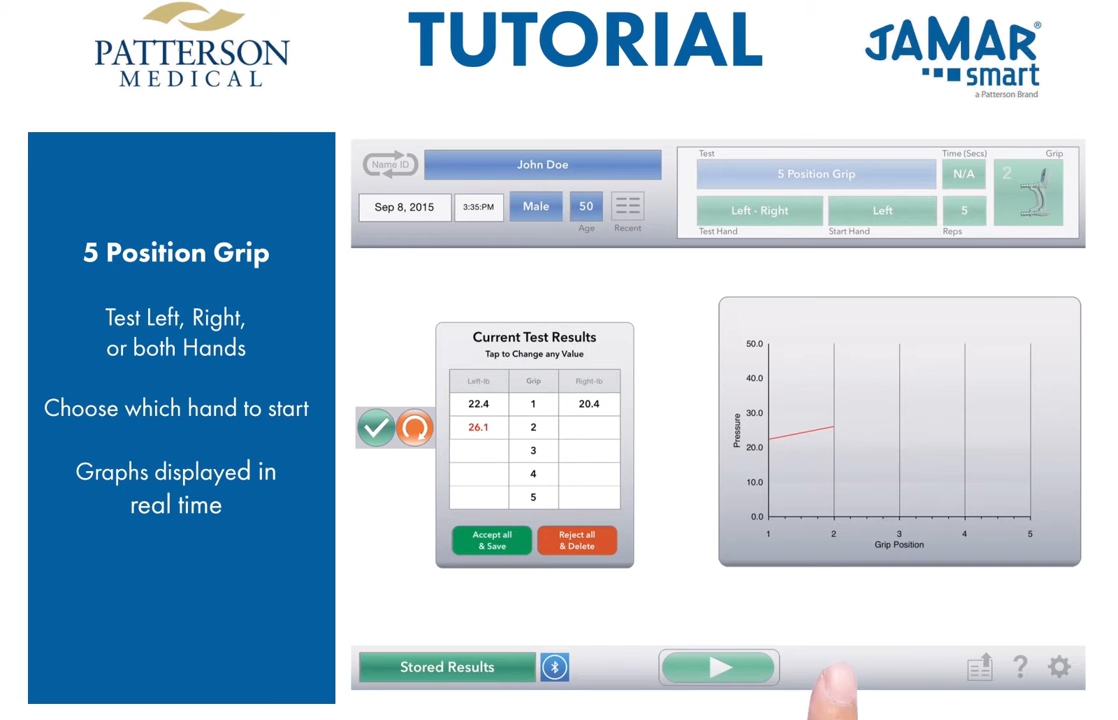 PATTERSON
MEDICAL
TUTORIAL
JAMAR®
smart
a Patterson Brand
5 Position Grip
Test Left, Right,
or both Hands
Choose which hand to start
Graphs displayed in
real time
Name ID
John Doe
Sep 8, 2015
3:35:PM
Male
50
Age
Recent
Test
Time (Secs)
Grip
5 Position Grip
N/A
2
Left - Right
Left
5
Test Hand
Start Hand
Reps
Current Test Results
Tap to Change any Value
Left-lb Grip Right-lb
22.4 1 20.4
26.1 2
3
4
5
Accept all
& Save
Reject all
& Delete
50.0
40.0
30.0
20.0
10.0
0.0
Pressure
1 2 3 4 5
Grip Position
Stored Results
?